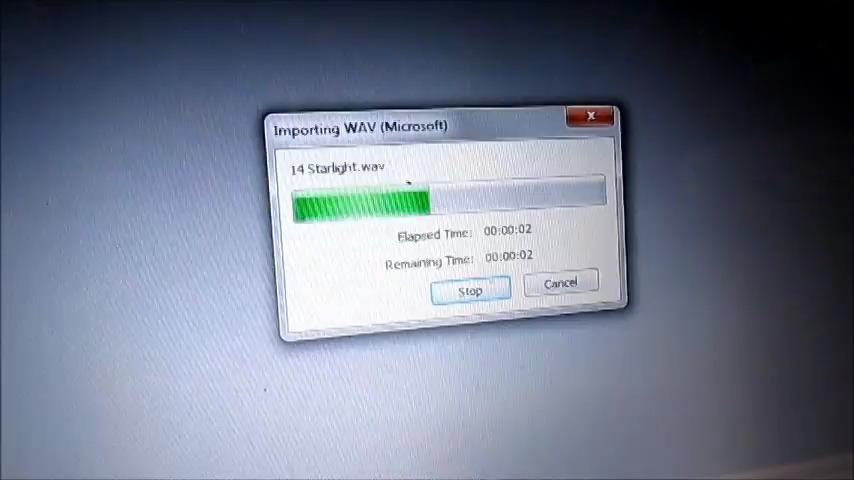 Importing WAV (Microsoft)
14 Starlight.wav
Elapsed Time: 00:00:02
Remaining Time: 00:00:02
Stop Cancel